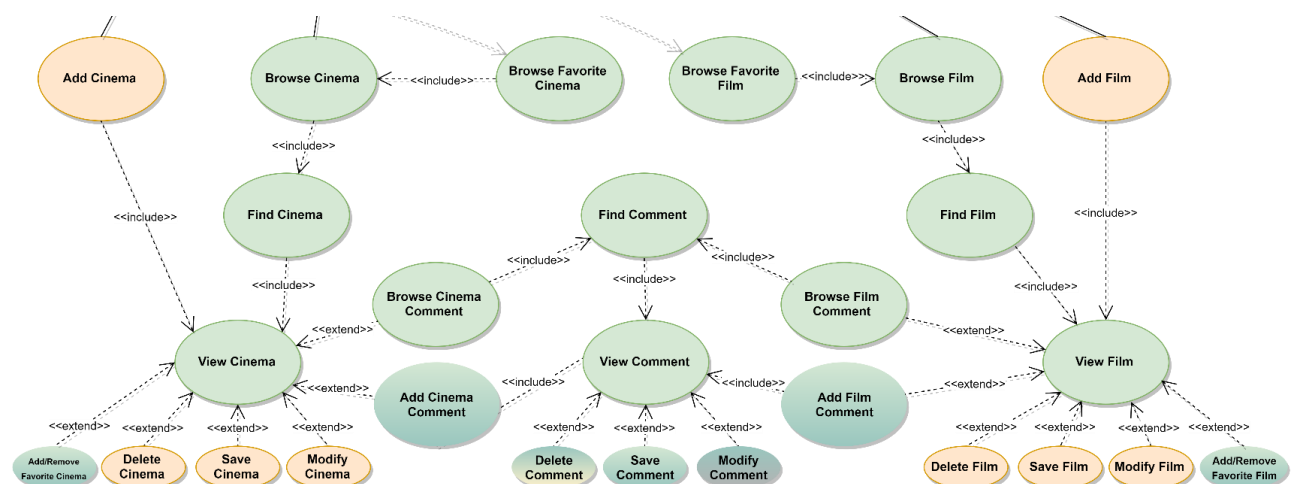 Add Cinema
Browse Cinema
<<include>>
Browse Favorite
Cinema
Browse Favorite
Film
<<include>>
Browse Film
Add Film
<<include>>
<<include>>
<<include>>
Find Cinema
Find Comment
Find Film
<<include>>
<<include>>
<<include>>
<<include>>
<<include>>
<<include>>
Browse Cinema
Comment
Browse Film
Comment
<<extend>>
<<extend>>
View Cinema
View Comment
View Film
<<extend>>
<<include>>
<<include>>
<<extend>>
Add Cinema
Comment
Add Film
Comment
<<extend>>
<<extend>>
<<extend>>
<<extend>>
<<extend>>
<<extend>>
<<extend>>
<<extend>>
<<extend>>
<<extend>>
<<extend>>
Add/Remove
Favorite Cinema
Delete
Cinema
Save
Cinema
Modify
Cinema
Delete
Comment
Save
Comment
Modify
Comment
Delete Film
Save Film
Modify Film
Add/Remove
Favorite Film